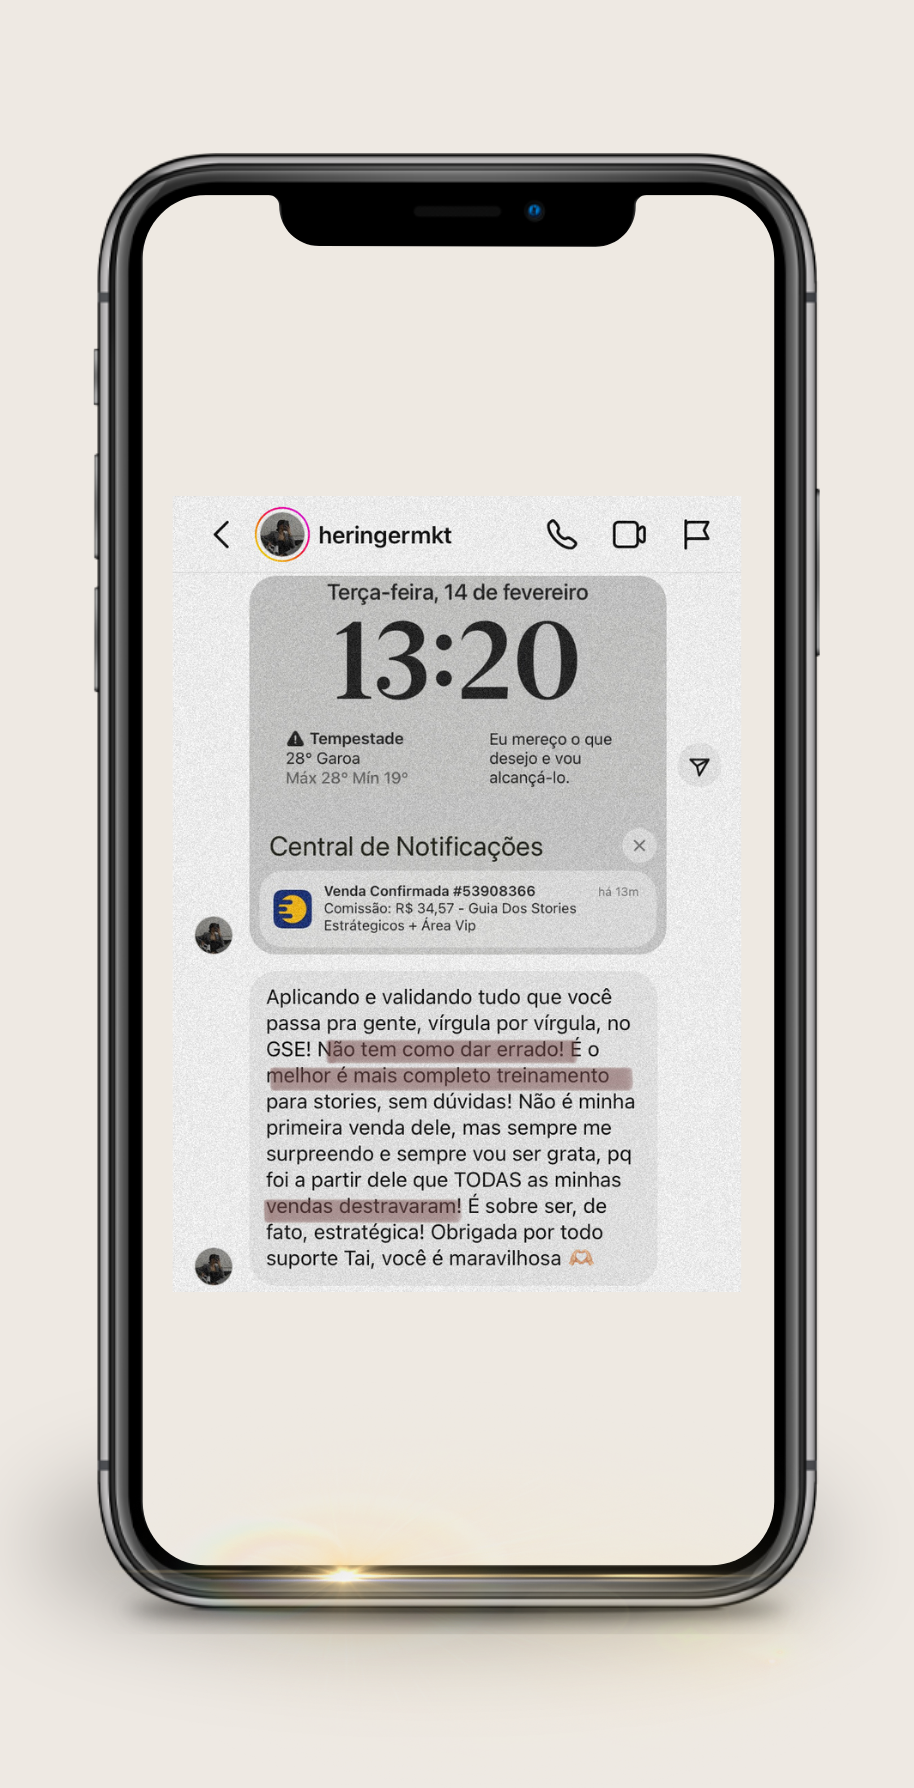 heringermkt
Terça-feira, 14 de fevereiro
13:20
Tempestade
28° Garoa
Máx 28° Mín 19°
Eu mereço o que
desejo e vou
alcançá-lo.
Central de Notificações
Venda Confirmada #53908366
há 13m
Comissão: R$ 34,57 - Guia Dos Stories
Estrátegicos + Área Vip
Aplicando e validando tudo que você
passa pra gente, vírgula por vírgula, no
GSE! Não tem como dar errado! É o
melhor é mais completo treinamento
para stories, sem dúvidas! Não é minha
primeira venda dele, mas sempre me
surpreendo e sempre vou ser grata, pq
foi a partir dele que TODAS as minhas
vendas destravaram! É sobre ser, de
fato, estratégica! Obrigada por todo
suporte Tai, você é maravilhosa 🫶🏼